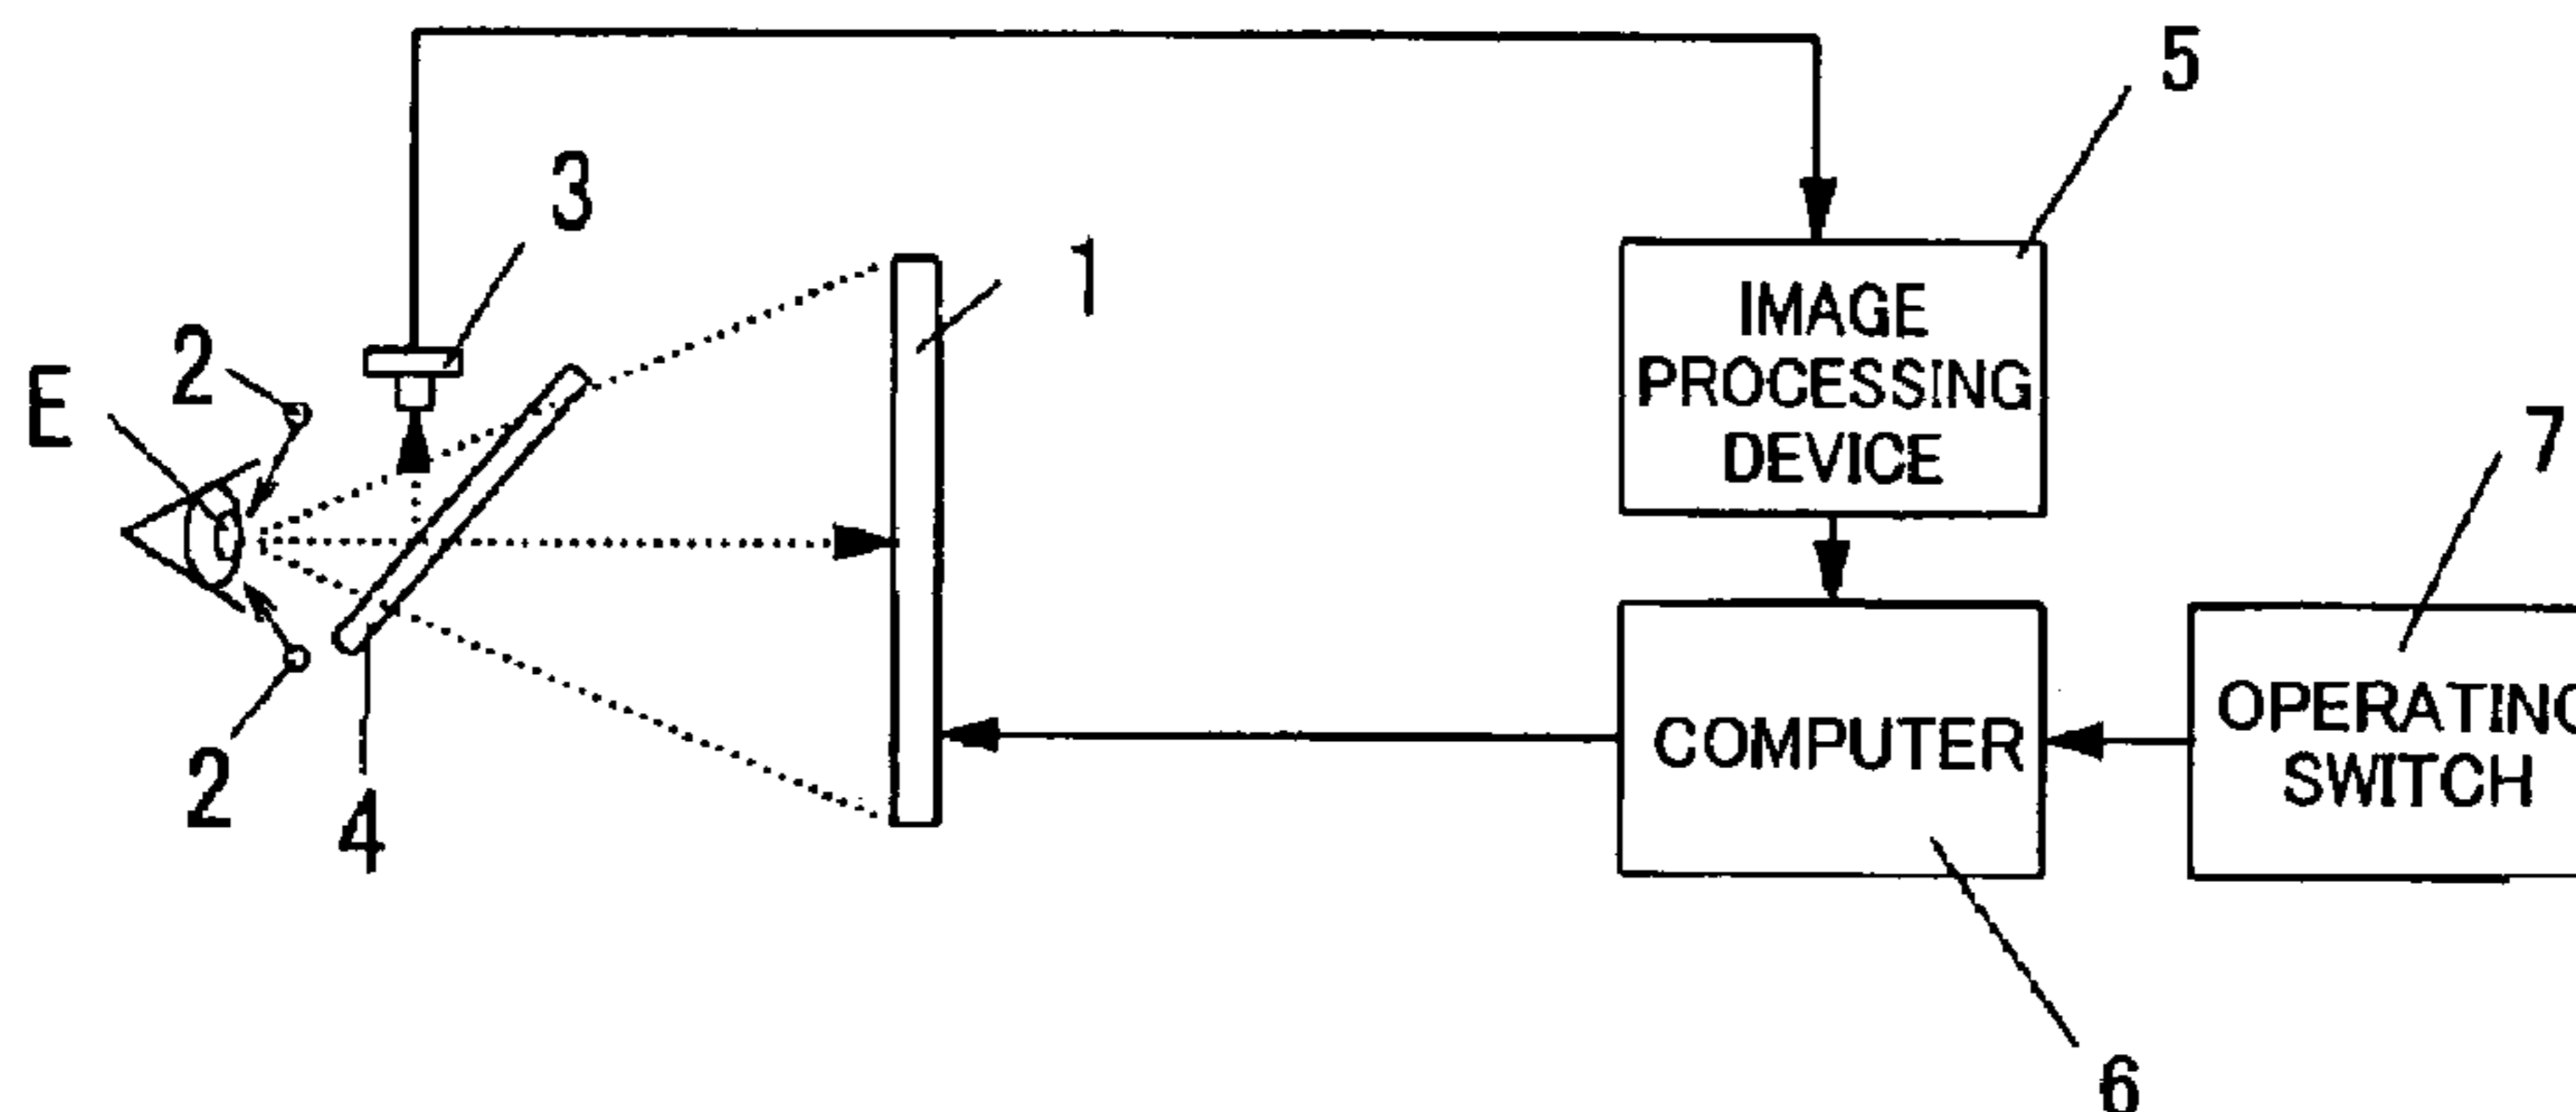 5
3
1
2
E
IMAGE
PROCESSING
DEVICE
7
2
4
COMPUTER
OPERATING
SWITCH
6